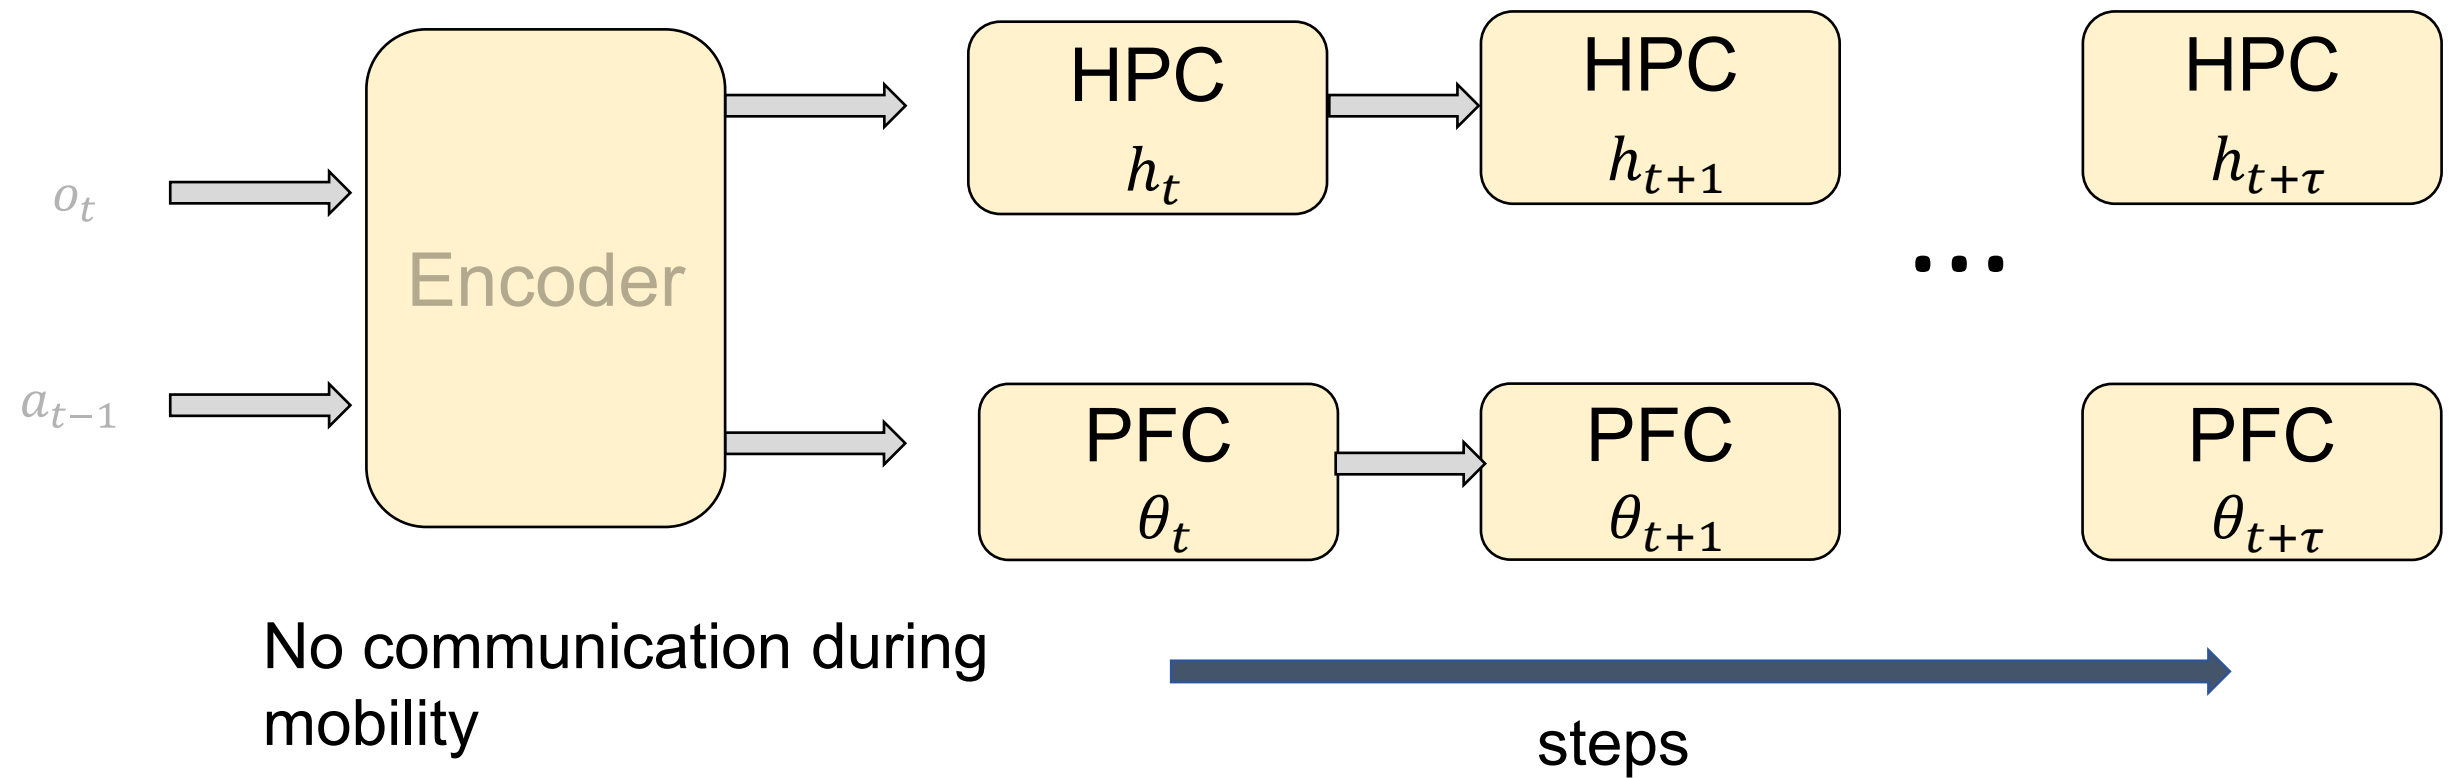 HPC
HPC
HPC
h_t
h_{t+1}
h_{t+τ}
o_t
Encoder
...
a_{t−1}
PFC
PFC
PFC
θ_t
θ_{t+1}
θ_{t+τ}
No communication during
mobility
steps